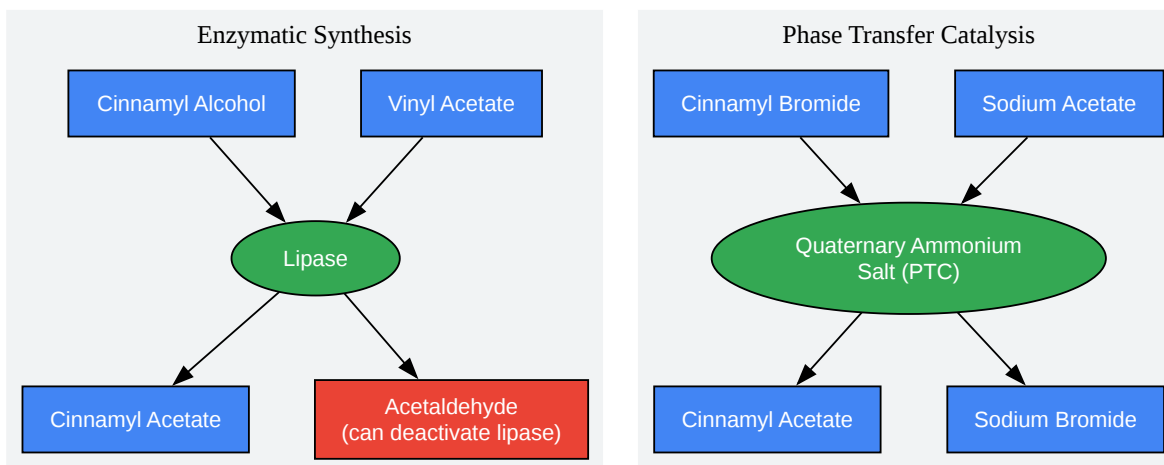 Enzymatic Synthesis
Cinnamyl Alcohol
Vinyl Acetate
Lipase
Cinnamyl Acetate
Acetaldehyde
(can deactivate lipase)
Phase Transfer Catalysis
Cinnamyl Bromide
Sodium Acetate
Quaternary Ammonium
Salt (PTC)
Cinnamyl Acetate
Sodium Bromide